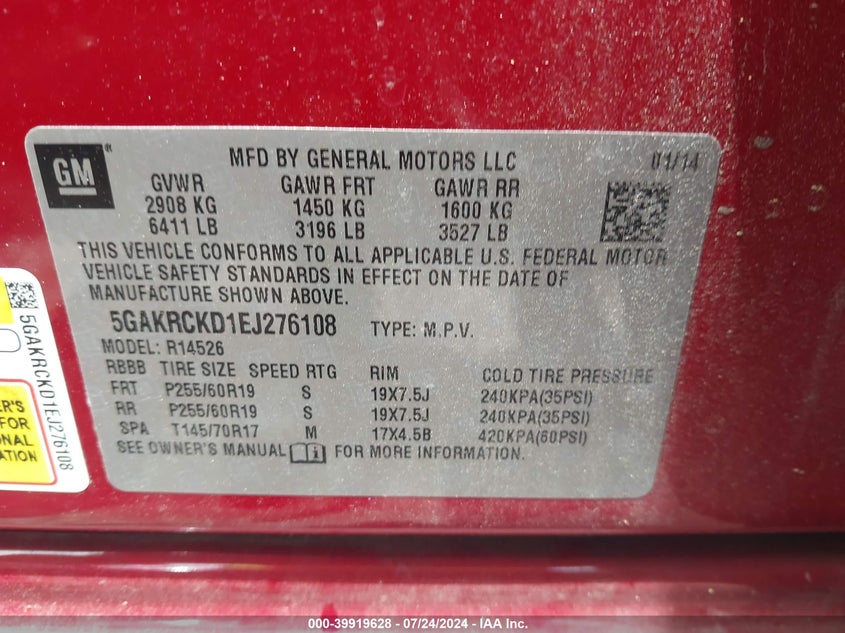 GM
MFD BY GENERAL MOTORS LLC 01/14
GVWR GAWR FRT GAWR RR
2908 KG 1450 KG 1600 KG
6411 LB 3196 LB 3527 LB
THIS VEHICLE CONFORMS TO ALL APPLICABLE U.S. FEDERAL MOTOR
VEHICLE SAFETY STANDARDS IN EFFECT ON THE DATE OF
MANUFACTURE SHOWN ABOVE.
5GAKRCKD1EJ276108 TYPE: M.P.V.
MODEL: R14526
RBBB TIRE SIZE SPEED RTG RIM COLD TIRE PRESSURE
FRT P255/60R19 S 19X7.5J 240KPA(35PSI)
RR P255/60R19 S 19X7.5J 240KPA(35PSI)
SPA T145/70R17 M 17X4.5B 420KPA(60PSI)
SEE OWNER'S MANUAL FOR MORE INFORMATION.
5GAKRCKD1EJ276108
FOR
000-39919628 - 07/24/2024 - IAA Inc.